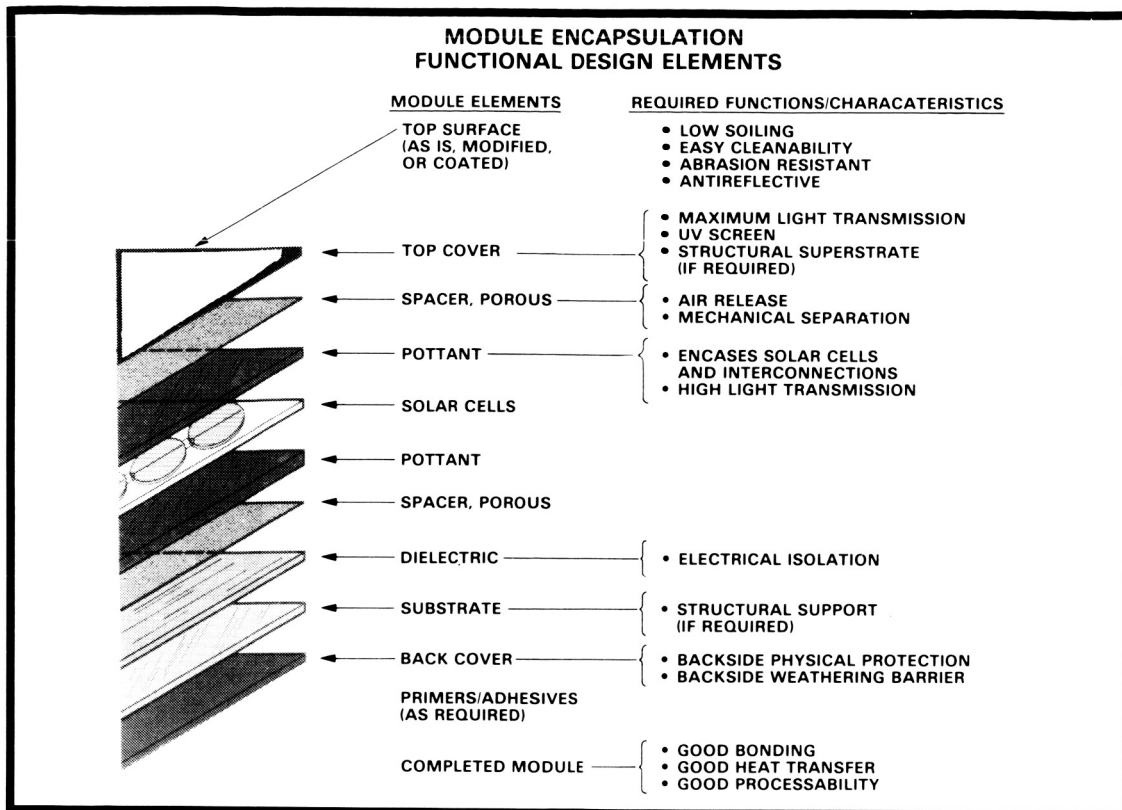 MODULE ENCAPSULATION
FUNCTIONAL DESIGN ELEMENTS
MODULE ELEMENTS
REQUIRED FUNCTIONS/CHARACATERISTICS
TOP SURFACE
(AS IS, MODIFIED,
OR COATED)
• LOW SOILING
• EASY CLEANABILITY
• ABRASION RESISTANT
• ANTIREFLECTIVE
TOP COVER
• MAXIMUM LIGHT TRANSMISSION
• UV SCREEN
• STRUCTURAL SUPERSTRATE
(IF REQUIRED)
SPACER, POROUS
• AIR RELEASE
• MECHANICAL SEPARATION
POTTANT
• ENCASES SOLAR CELLS
AND INTERCONNECTIONS
• HIGH LIGHT TRANSMISSION
SOLAR CELLS
POTTANT
SPACER, POROUS
DIELECTRIC
• ELECTRICAL ISOLATION
SUBSTRATE
• STRUCTURAL SUPPORT
(IF REQUIRED)
BACK COVER
• BACKSIDE PHYSICAL PROTECTION
• BACKSIDE WEATHERING BARRIER
PRIMERS/ADHESIVES
(AS REQUIRED)
COMPLETED MODULE
• GOOD BONDING
• GOOD HEAT TRANSFER
• GOOD PROCESSABILITY